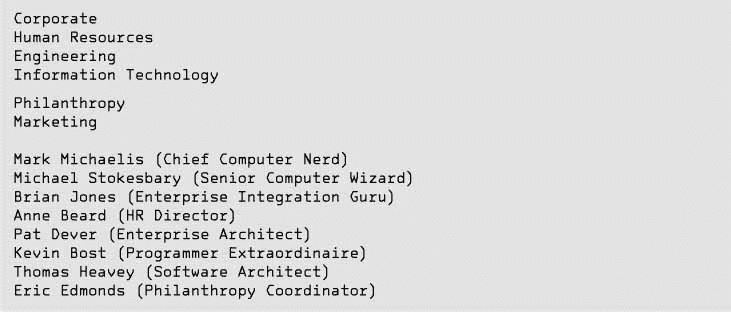 Corporate
Human Resources
Engineering
Information Technology
Philanthropy
Marketing
Mark Michaelis (Chief Computer Nerd)
Michael Stokesbary (Senior Computer Wizard)
Brian Jones (Enterprise Integration Guru)
Anne Beard (HR Director)
Pat Dever (Enterprise Architect)
Kevin Bost (Programmer Extraordinaire)
Thomas Heavey (Software Architect)
Eric Edmonds (Philanthropy Coordinator)